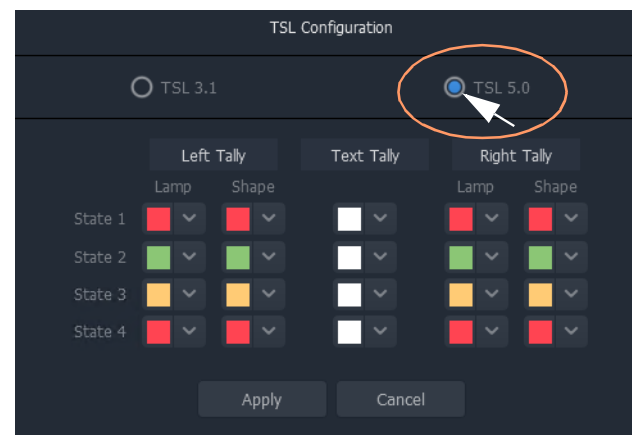 TSL Configuration
TSL 3.1 TSL 5.0
Left Tally Text Tally Right Tally
Lamp Shape Lamp Shape
State 1
State 2
State 3
State 4
Apply Cancel